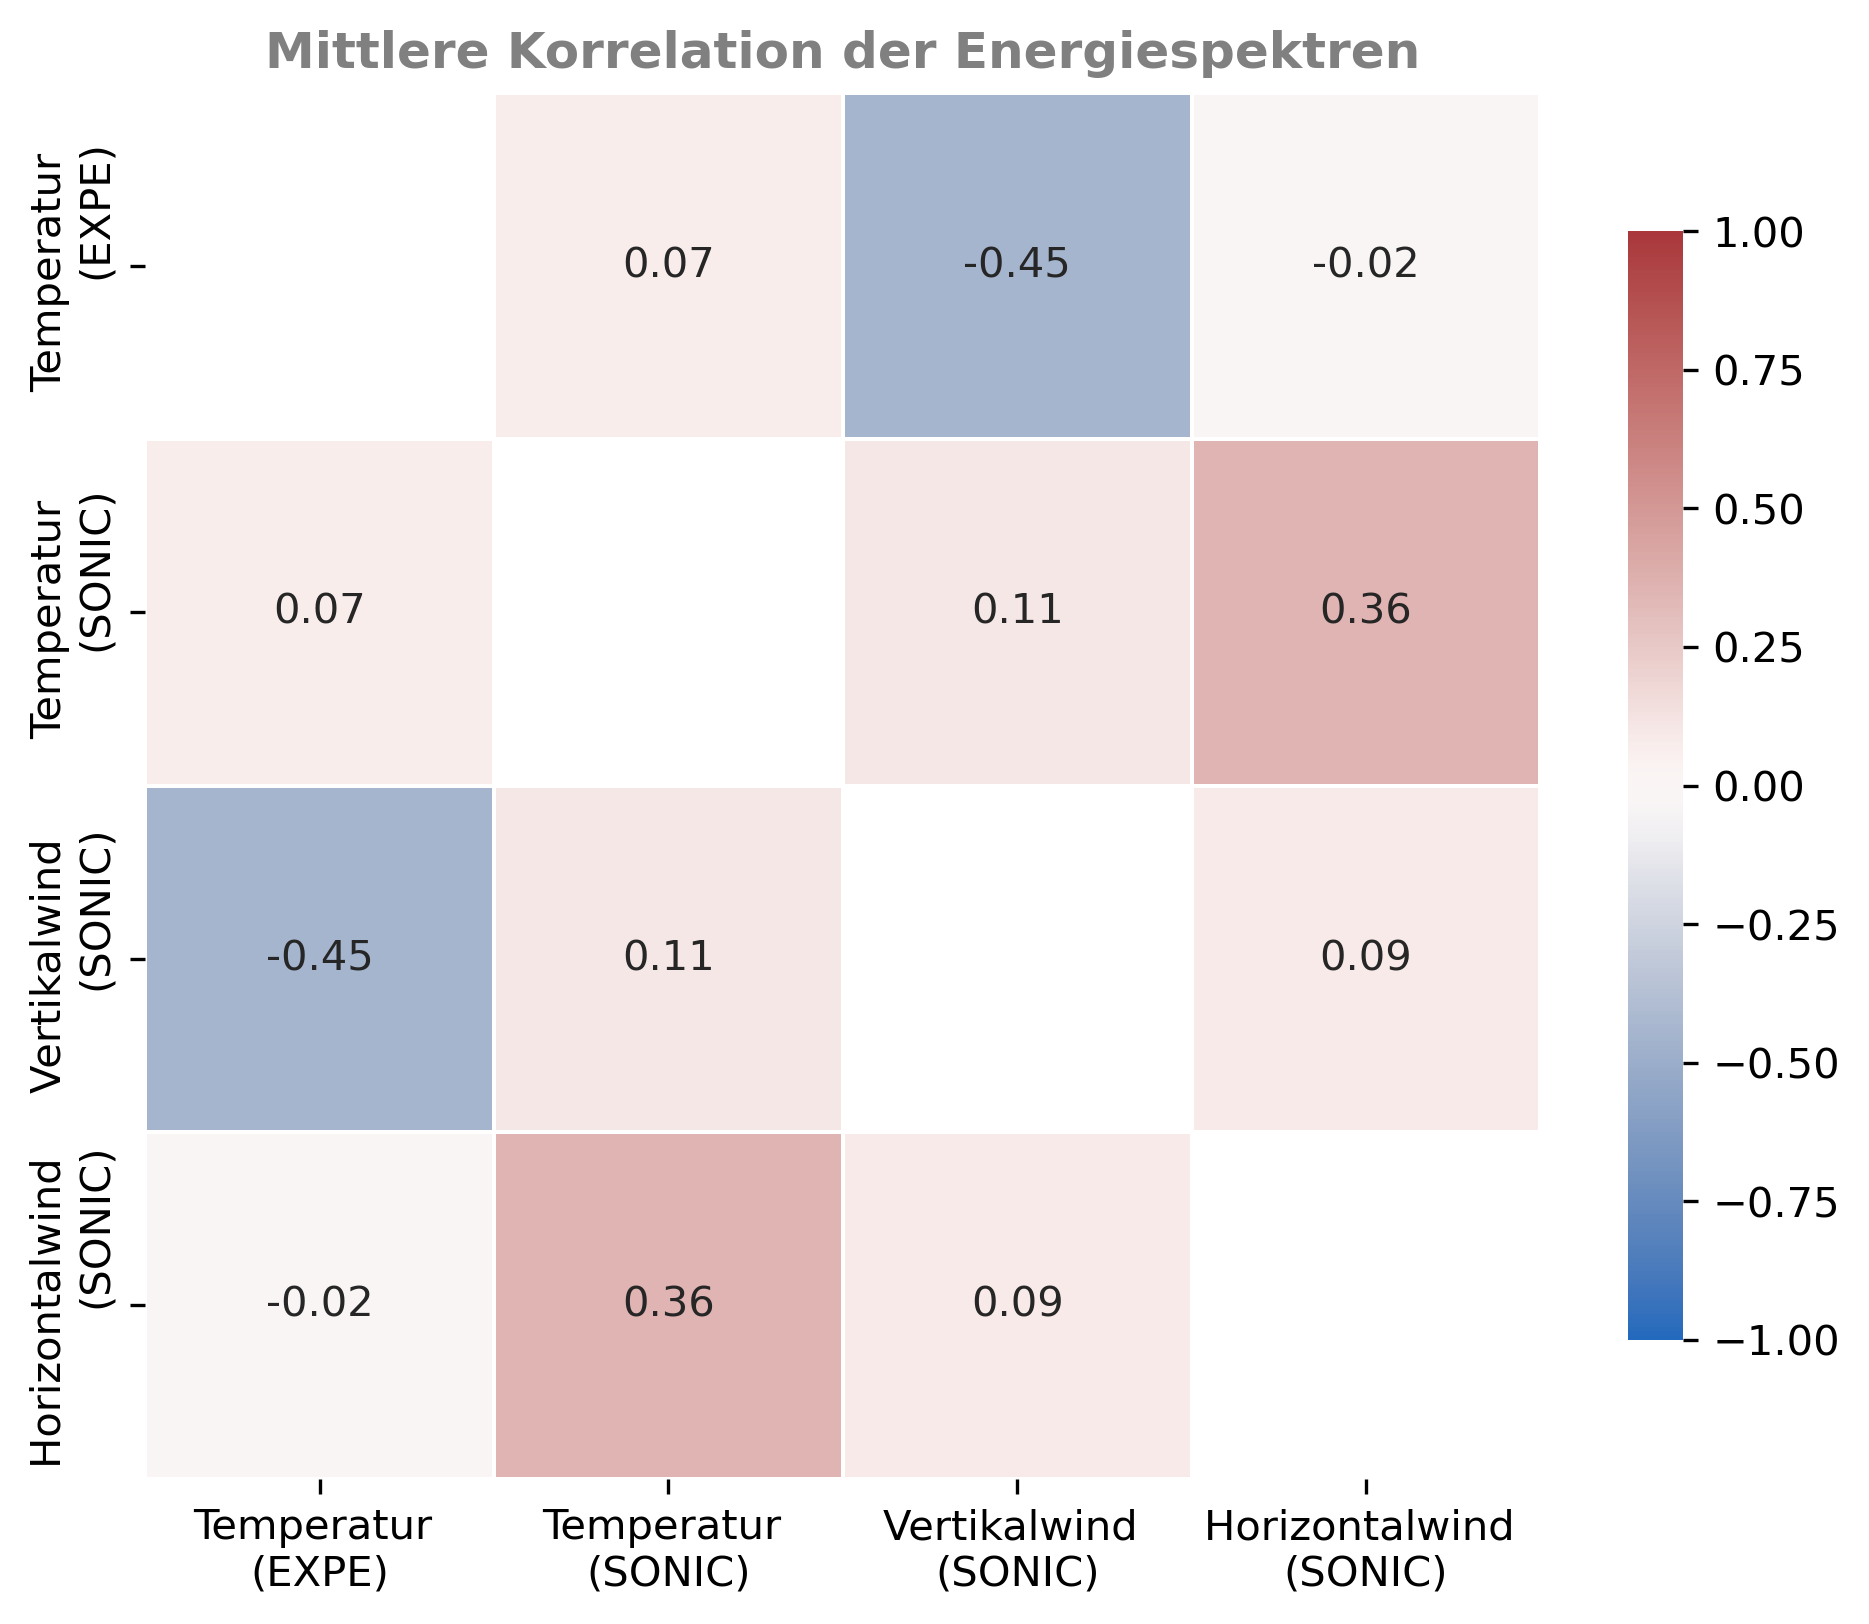 Mittlere Korrelation der Energiespektren
Temperatur
(EXPE)
0.07
-0.45
-0.02
Temperatur
(SONIC)
0.07
0.11
0.36
Vertikalwind
(SONIC)
-0.45
0.11
0.09
Horizontalwind
(SONIC)
-0.02
0.36
0.09
Temperatur
(EXPE)
Temperatur
(SONIC)
Vertikalwind
(SONIC)
Horizontalwind
(SONIC)
1.00
0.75
0.50
0.25
0.00
−0.25
−0.50
−0.75
−1.00